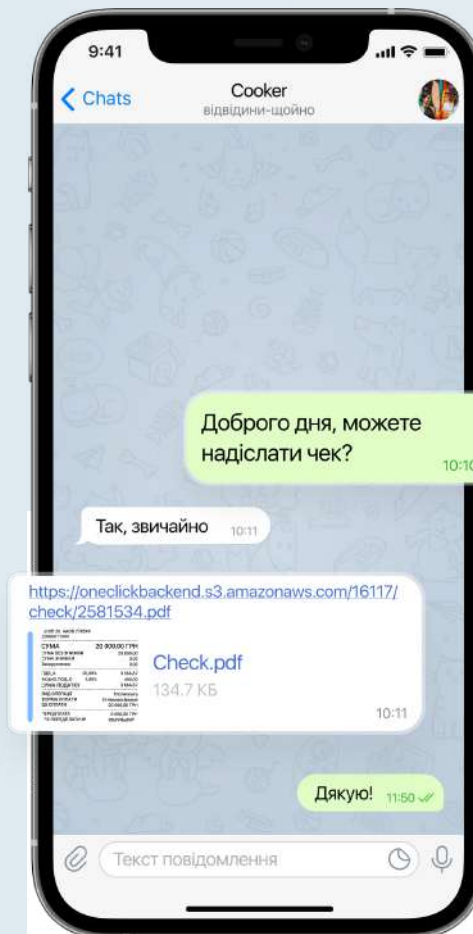 9:41
Chats
Cooker
відвідини-щойно
Доброго дня, можете
надіслати чек?
10:10
Так, звичайно 10:11
https://oneclickbackend.s3.amazonaws.com/16117/
check/2581534.pdf
СУМА 20 000,00 ГРН
Check.pdf
134.7 КБ
10:11
Дякую! 11:50
Текст повідомлення